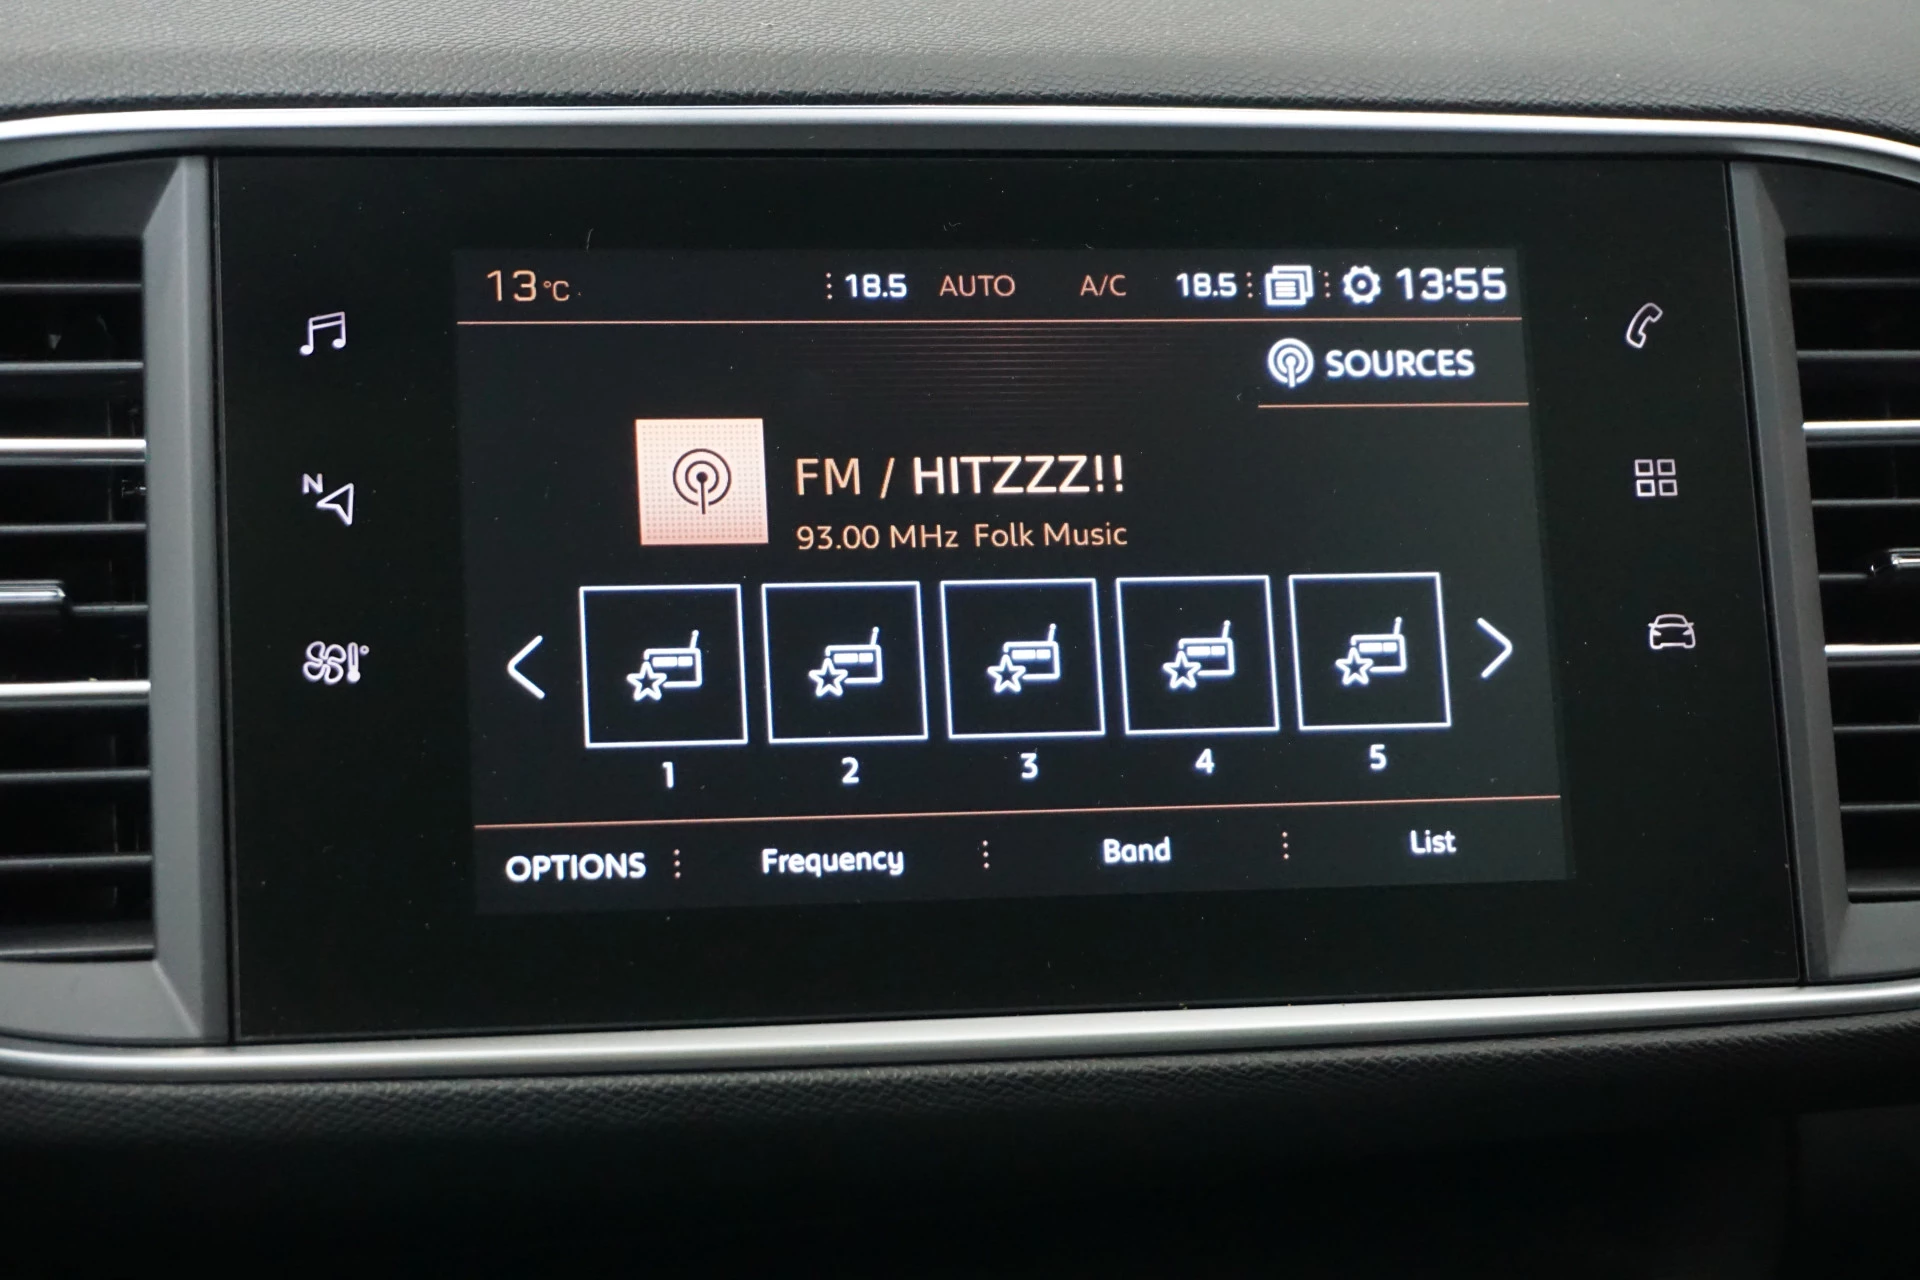 13°C 18.5 AUTO A/C 18.5 13:55
SOURCES
FM / HITZZZ!!
93.00 MHz Folk Music
1 2 3 4 5
OPTIONS Frequency Band List
N